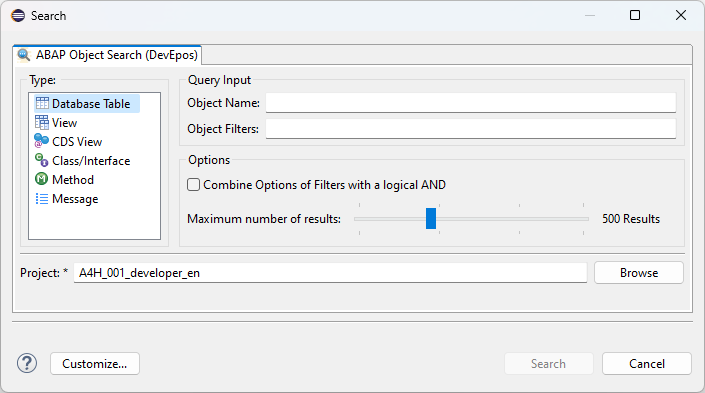 Search
ABAP Object Search (DevEpos)
Type:
Database Table
View
CDS View
Class/Interface
Method
Message
Query Input
Object Name:
Object Filters:
Options
Combine Options of Filters with a logical AND
Maximum number of results:
500 Results
Project: *
A4H_001_developer_en
Browse
?
Customize...
Search
Cancel